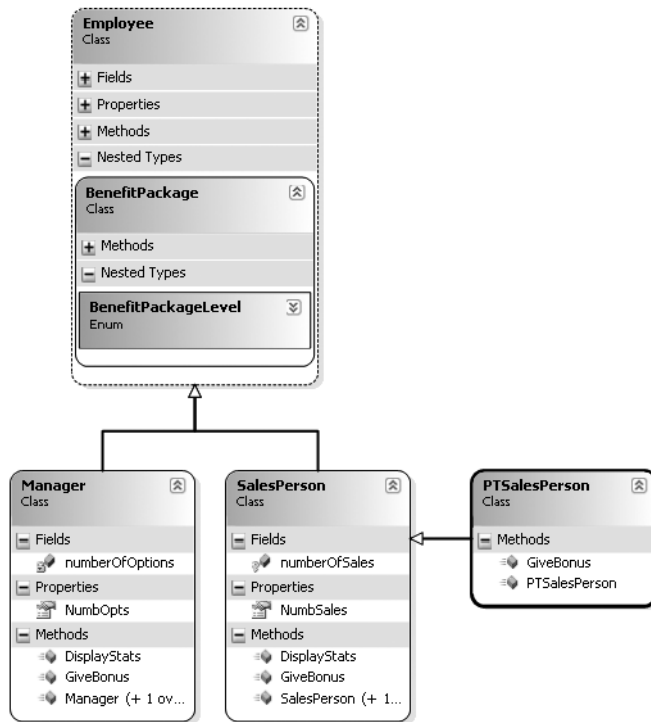 Employee
Class
Fields
Properties
Methods
Nested Types
BenefitPackage
Class
Methods
Nested Types
BenefitPackageLevel
Enum
Manager
Class
Fields
numberOfOptions
Properties
NumbOpts
Methods
DisplayStats
GiveBonus
Manager (+ 1 ov...
SalesPerson
Class
Fields
numberOfSales
Properties
NumbSales
Methods
DisplayStats
GiveBonus
SalesPerson (+ 1...
PTSalesPerson
Class
Methods
GiveBonus
PTSalesPerson